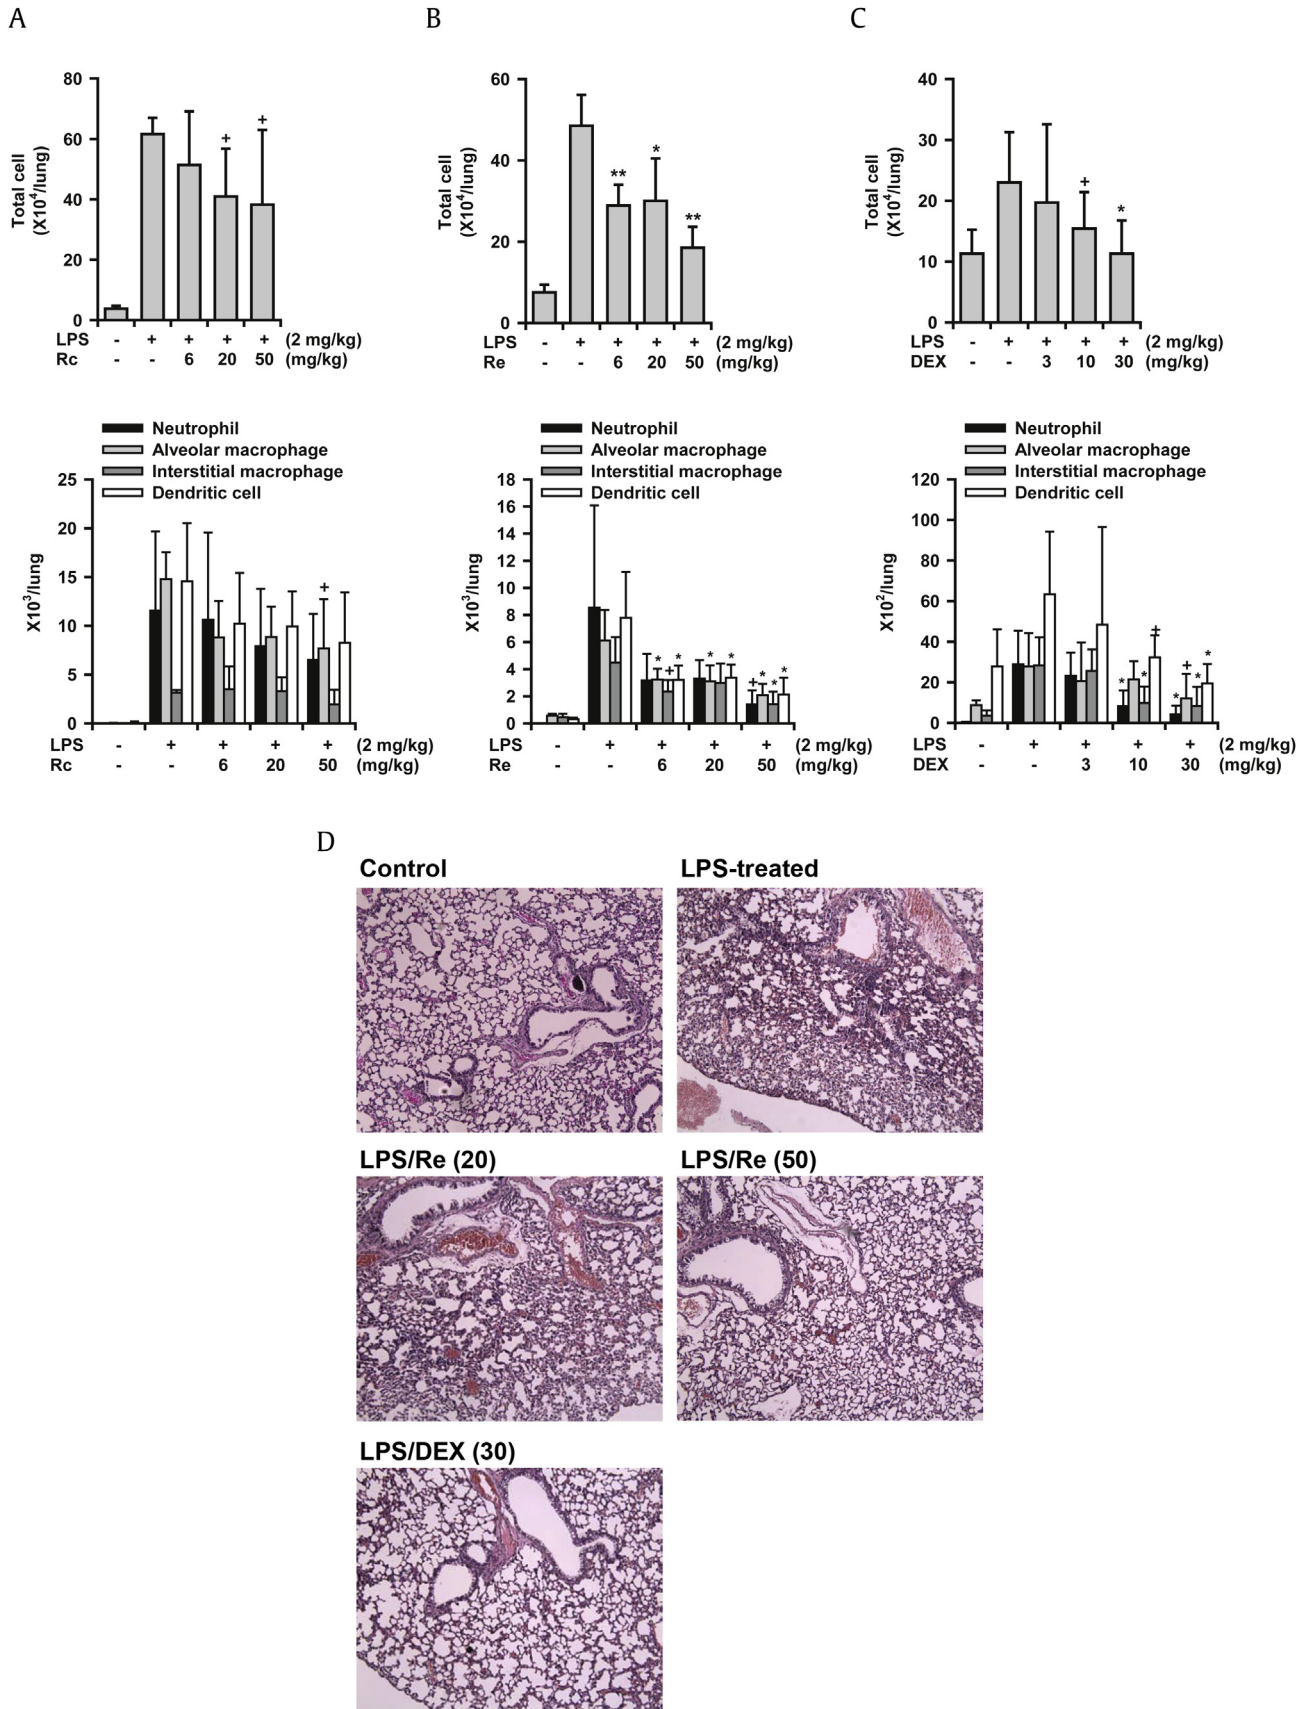 A
80
60
40
20
0
Total cell
(X10⁴/lung)
+ +
LPS - + + + + (2 mg/kg)
Rc - - 6 20 50 (mg/kg)
Neutrophil
Alveolar macrophage
Interstitial macrophage
Dendritic cell
25
20
15
10
5
0
X10³/lung
+
LPS - + + + + (2 mg/kg)
Rc - - 6 20 50 (mg/kg)
B
60
40
20
0
Total cell
(X10⁴/lung)
** * **
LPS - + + + + (2 mg/kg)
Re - - 6 20 50 (mg/kg)
Neutrophil
Alveolar macrophage
Interstitial macrophage
Dendritic cell
18
16
14
12
10
8
6
4
2
0
X10³/lung
* + * * * + * * *
LPS - + + + + (2 mg/kg)
Re - - 6 20 50 (mg/kg)
C
40
30
20
10
0
Total cell
(X10⁴/lung)
+ *
LPS - + + + + (2 mg/kg)
DEX - - 3 10 30 (mg/kg)
Neutrophil
Alveolar macrophage
Interstitial macrophage
Dendritic cell
120
100
80
60
40
20
0
X10²/lung
* * + * + * *
LPS - + + + + (2 mg/kg)
DEX - - 3 10 30 (mg/kg)
D
Control
LPS-treated
LPS/Re (20)
LPS/Re (50)
LPS/DEX (30)